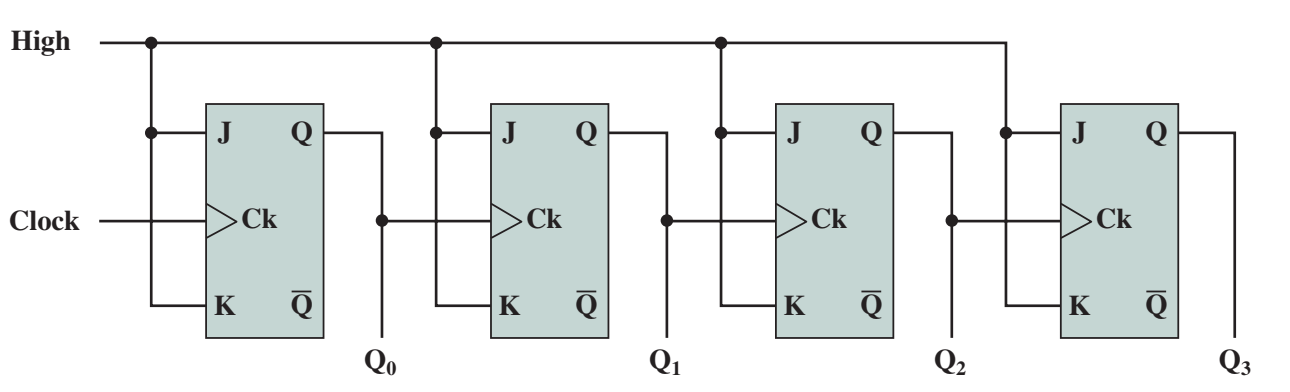 High
J Q J Q J Q J Q
Clock Ck Ck Ck Ck
K Q̅ K Q̅ K Q̅ K Q̅
Q₀ Q₁ Q₂ Q₃